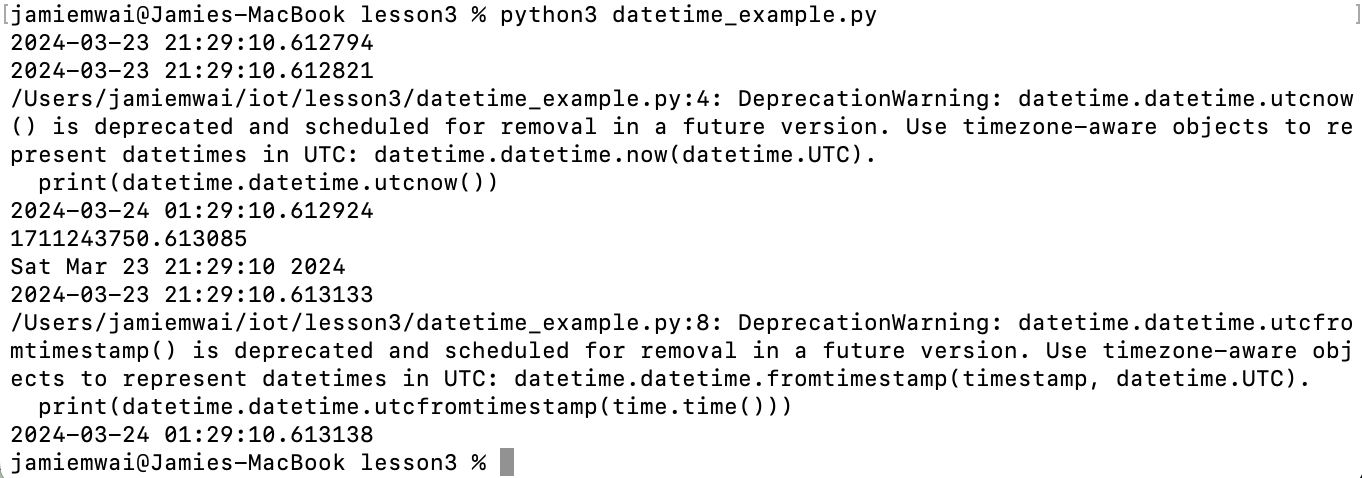 [jamiemwai@Jamies-MacBook lesson3 % python3 datetime_example.py ]
2024-03-23 21:29:10.612794
2024-03-23 21:29:10.612821
/Users/jamiemwai/iot/lesson3/datetime_example.py:4: DeprecationWarning: datetime.datetime.utcnow
() is deprecated and scheduled for removal in a future version. Use timezone-aware objects to re
present datetimes in UTC: datetime.datetime.now(datetime.UTC).
  print(datetime.datetime.utcnow())
2024-03-24 01:29:10.612924
1711243750.613085
Sat Mar 23 21:29:10 2024
2024-03-23 21:29:10.613133
/Users/jamiemwai/iot/lesson3/datetime_example.py:8: DeprecationWarning: datetime.datetime.utcfro
mtimestamp() is deprecated and scheduled for removal in a future version. Use timezone-aware obj
ects to represent datetimes in UTC: datetime.datetime.fromtimestamp(timestamp, datetime.UTC).
  print(datetime.datetime.utcfromtimestamp(time.time()))
2024-03-24 01:29:10.613138
jamiemwai@Jamies-MacBook lesson3 %